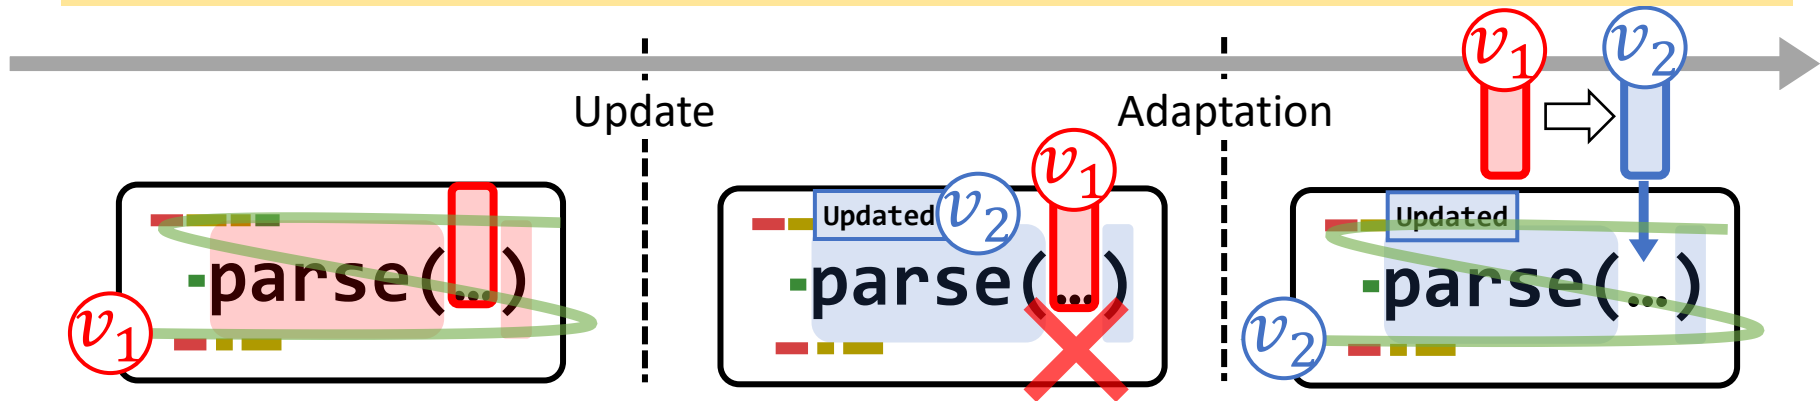 v₁ v₂
Update
Adaptation
parse(…)
v₁
Updated v₂ v₁
parse(…)
Updated
parse(…)
v₂